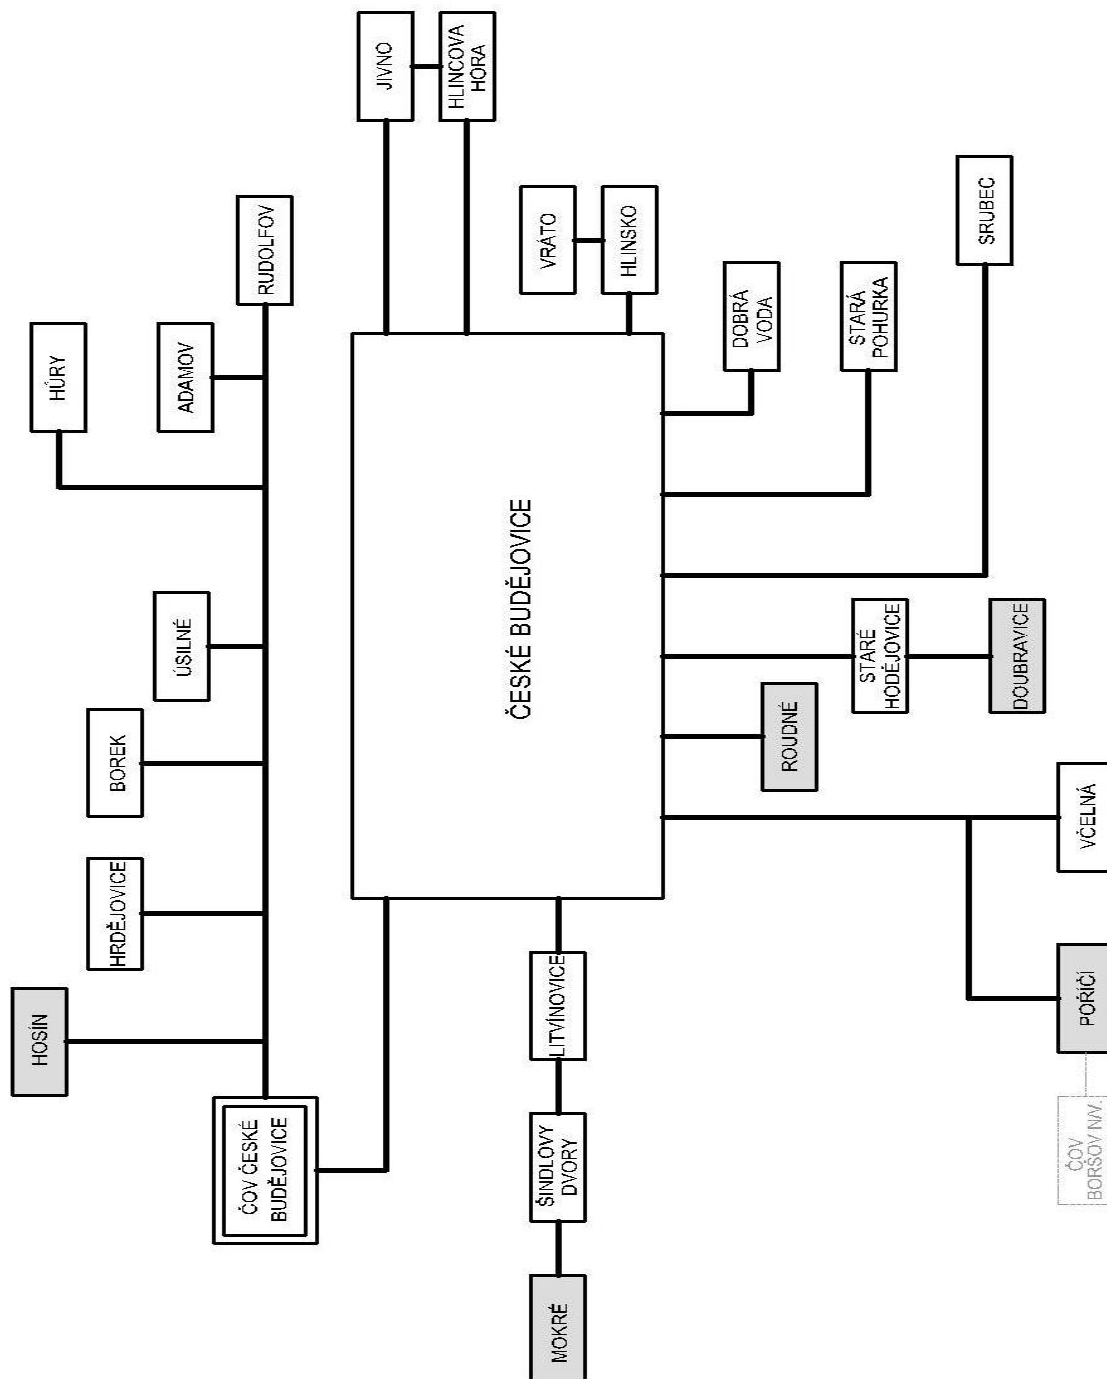 HOSÍN
HŮRY
HRDĚJOVICE
BOREK
ÚSILNÉ
ADAMOV
ČOV ČESKÉ
BUDĚJOVICE
RUDOLFOV
JIVNO
HLINCOVA
HORA
ČESKÉ BUDĚJOVICE
MOKRÉ
ŠINDLOVY
DVORY
LITVÍNOVICE
VRÁTO
HLINSKO
DOBRÁ
VODA
ROUDNÉ
STARÉ
HODĚJOVICE
STARÁ
POHURKA
DOUBRAVICE
SRUBEC
ČOV
BORŠOV N/V.
POŘÍČÍ
VČELNÁ